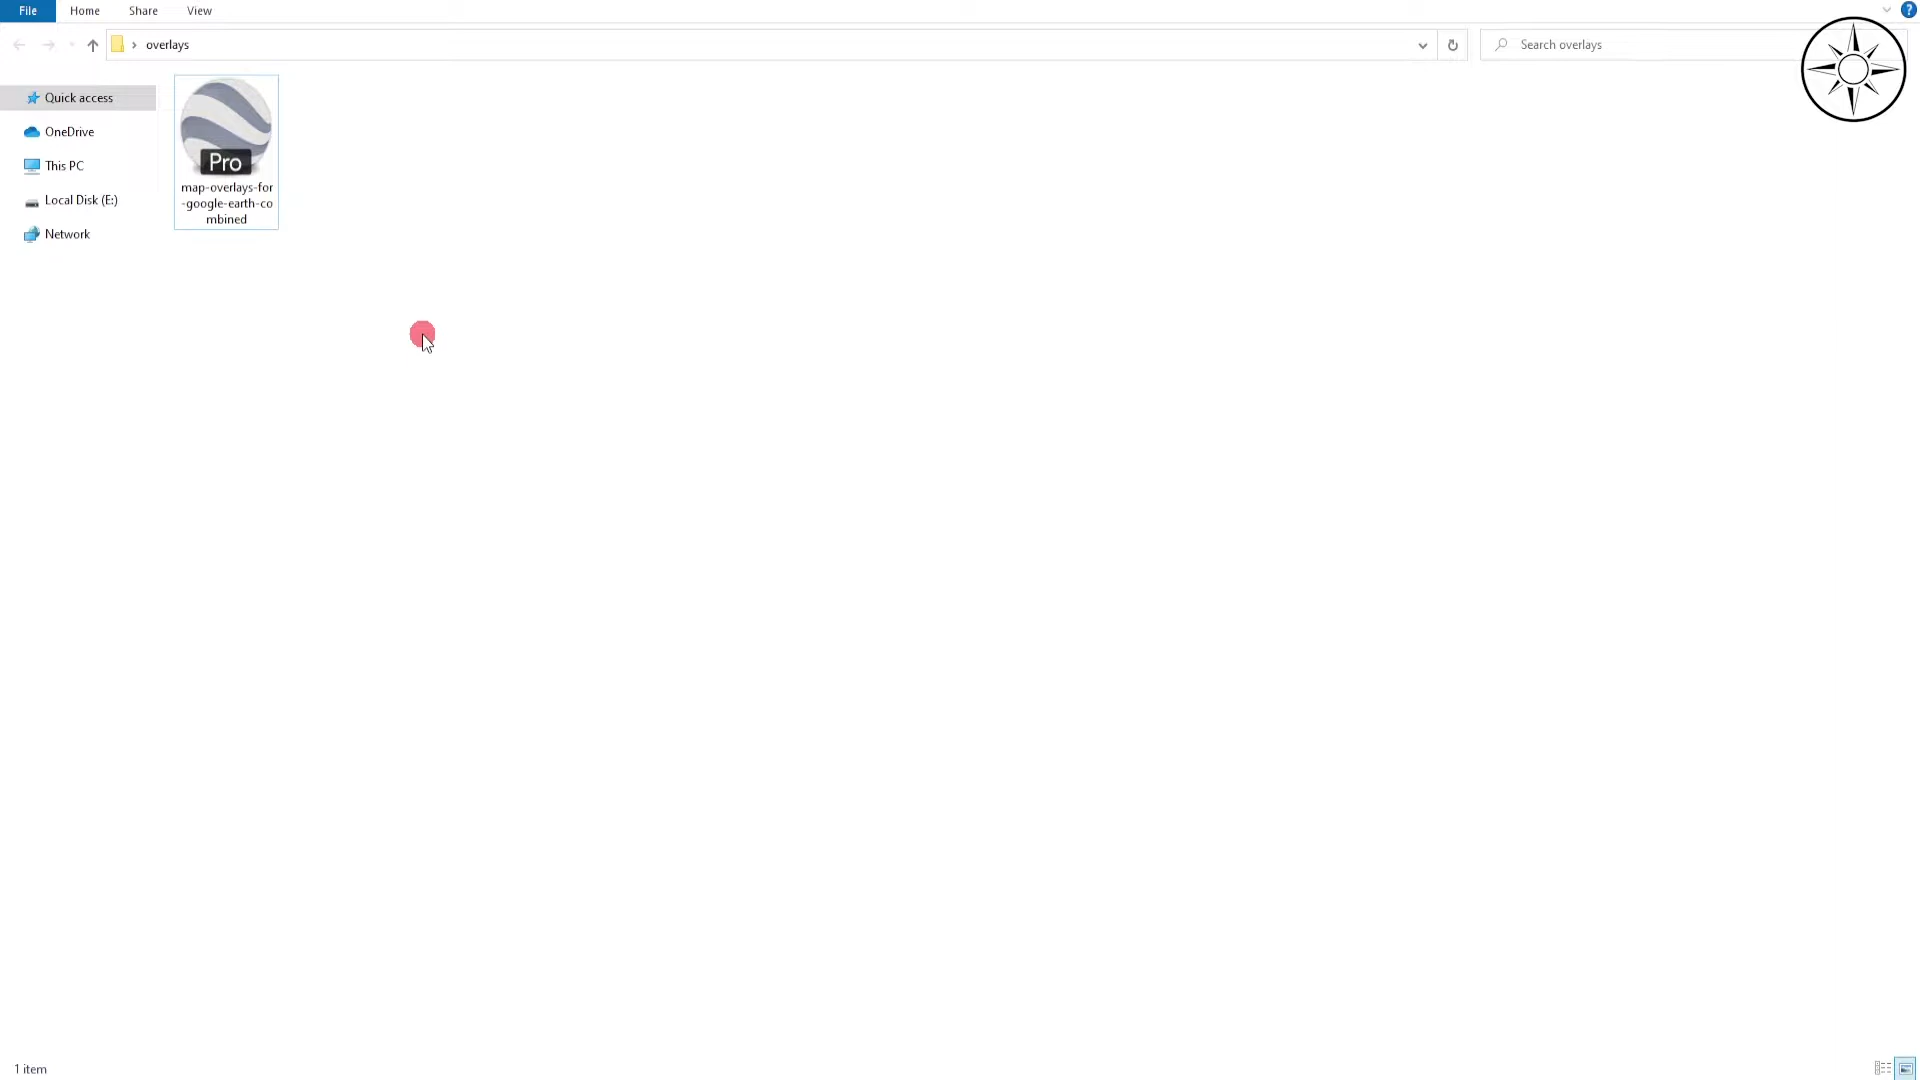 File Home Share View
?
overlays
Search overlays
Quick access
OneDrive
This PC
Local Disk (E:)
Network
Pro
map-overlays-for
-google-earth-co
mbined
1 item